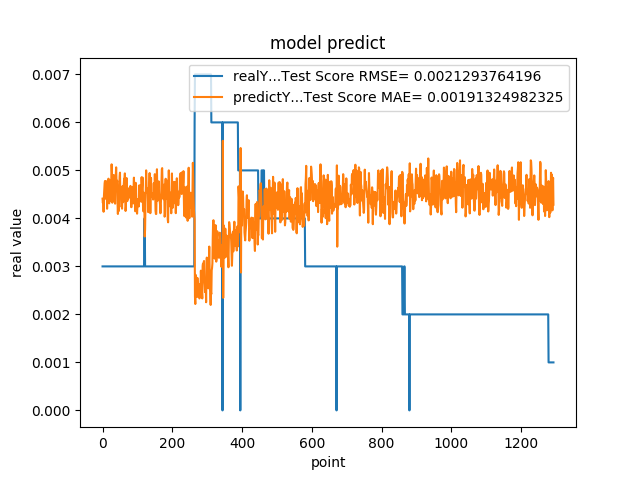 model predict
realY...Test Score RMSE= 0.0021293764196
predictY...Test Score MAE= 0.00191324982325
0.007
0.006
0.005
0.004
0.003
0.002
0.001
0.000
real value
0 200 400 600 800 1000 1200
point